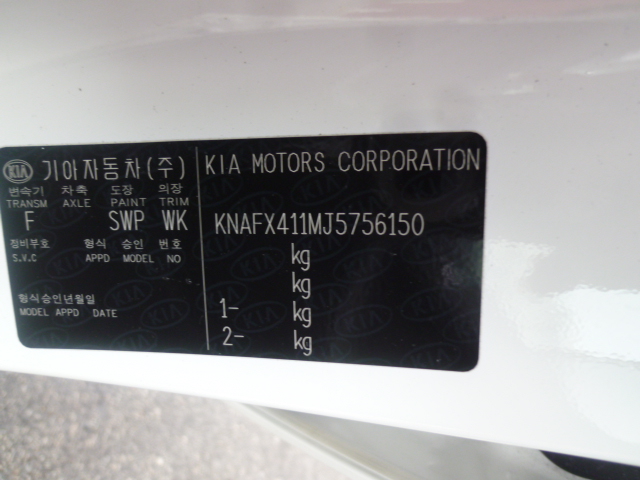 KIA 기아자동차(주)
변속기 차축 도장 의장
TRANSM AXLE PAINT TRIM
F SWP WK
정비부호 형식 승인 번호
S.V.C APPD MODEL NO
형식승인년월일
MODEL APPD DATE
KIA MOTORS CORPORATION
KNAFX411MJ5756150
kg
kg
1- kg
2- kg